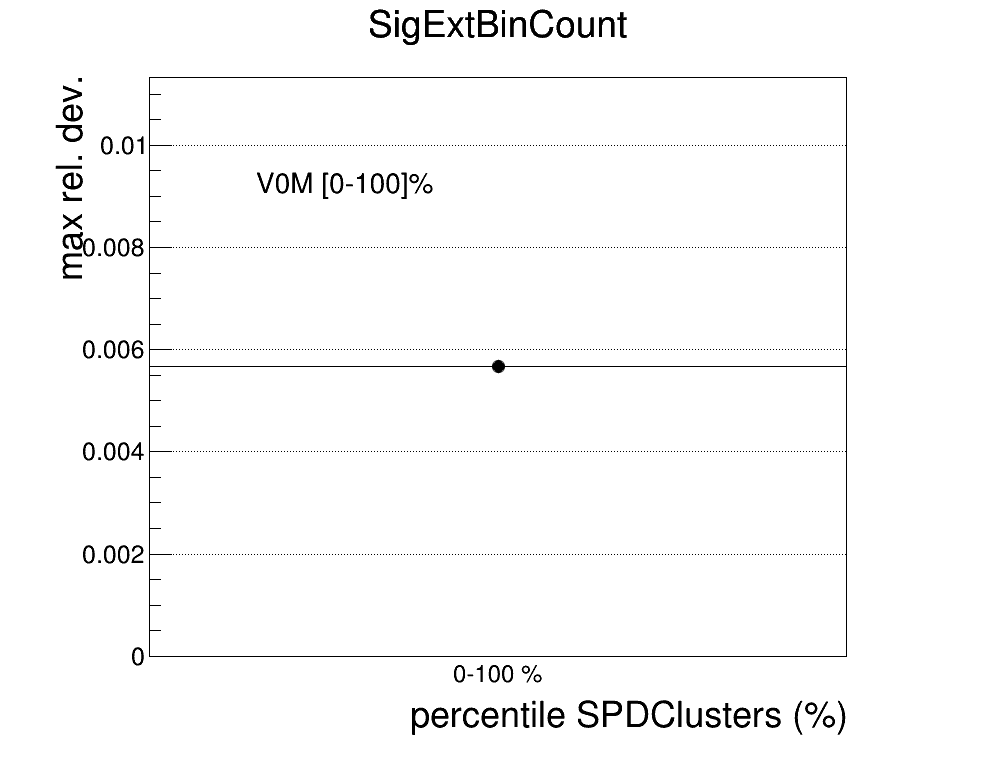 SigExtBinCount
max rel. dev.
0.01
V0M [0-100]%
0.008
0.006
0.004
0.002
0
0-100 %
percentile SPDClusters (%)